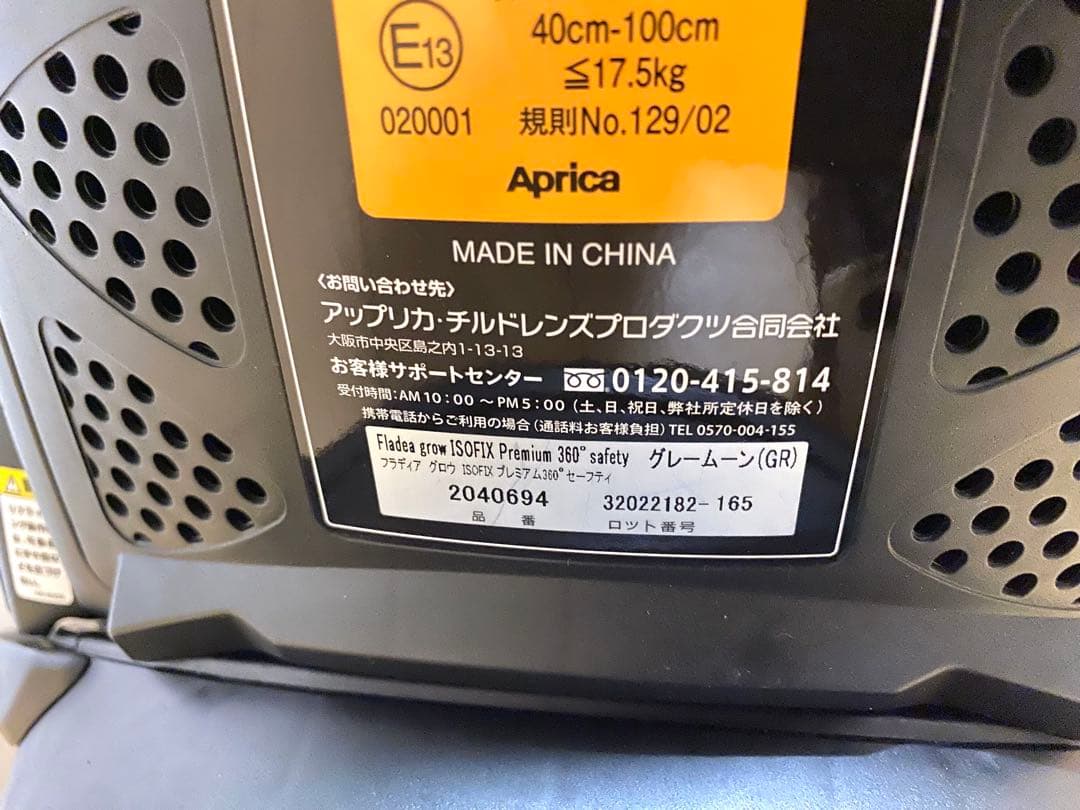 E13
40cm-100cm
≦17.5kg
020001 規則No.129/02
Aprica
MADE IN CHINA
〈お問い合わせ先〉
アップリカ・チルドレンズプロダクツ合同会社
大阪市中央区島之内1-13-13
お客様サポートセンター 0120-415-814
受付時間：AM10：00 ～PM5：00（土、日、祝日、弊社所定休日を除く）
携帯電話からご利用の場合（通話料お客様負担）TEL 0570-004-155
Fladea grow ISOFIX Premium 360°safety グレームーン(GR)
フラディア グロウ ISOFIX プレミアム360°セーフティ
2040694 32022182-165
品 番 ロット番号